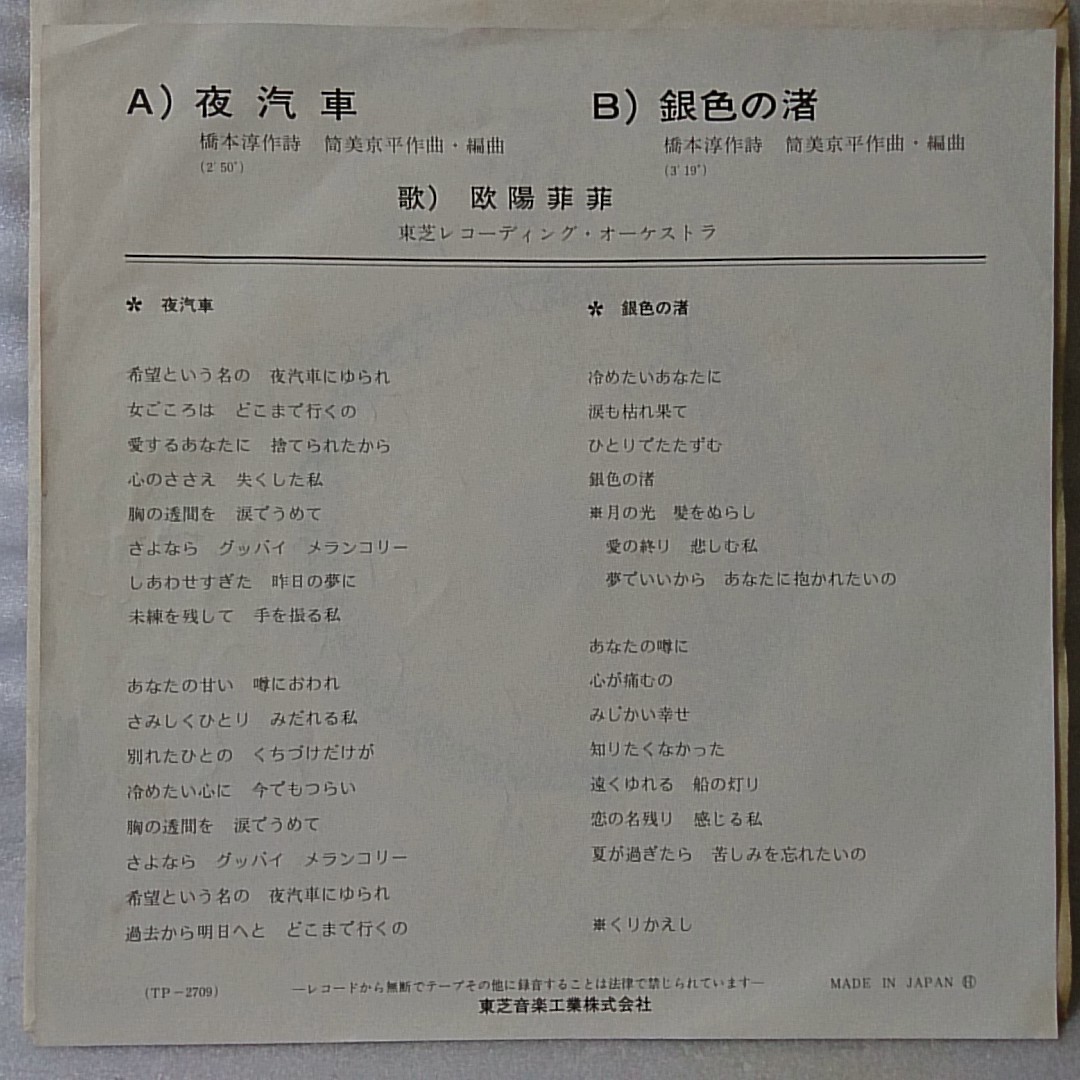 A) 夜汽車
橋本淳作詩　筒美京平作曲・編曲
(2′50″)
B) 銀色の渚
橋本淳作詩　筒美京平作曲・編曲
(3′19″)
歌） 欧陽菲菲
東芝レコーディング・オーケストラ
＊　夜汽車
希望という名の　夜汽車にゆられ
女ごころは　どこまで行くの
愛するあなたに　捨てられたから
心のささえ　失くした私
胸の透間を　涙でうめて
さよなら　グッバイ　メランコリー
しあわせすぎた　昨日の夢に
未練を残して　手を振る私
あなたの甘い　噂におわれ
さみしくひとり　みだれる私
別れたひとの　くちづけだけが
冷めたい心に　今でもつらい
胸の透間を　涙でうめて
さよなら　グッバイ　メランコリー
希望という名の　夜汽車にゆられ
過去から明日へと　どこまで行くの
＊　銀色の渚
冷めたいあなたに
涙も枯れ果て
ひとりでたたずむ
銀色の渚
※月の光　髪をぬらし
愛の終り　悲しむ私
夢でいいから　あなたに抱かれたいの
あなたの噂に
心が痛むの
みじかい幸せ
知りたくなかった
遠くゆれる　船の灯り
恋の名残り　感じる私
夏が過ぎたら　苦しみを忘れたいの
※くりかえし
(TP-2709)
—レコードから無断でテープその他に録音することは法律で禁じられています—
東芝音楽工業株式会社
MADE IN JAPAN Ⓗ